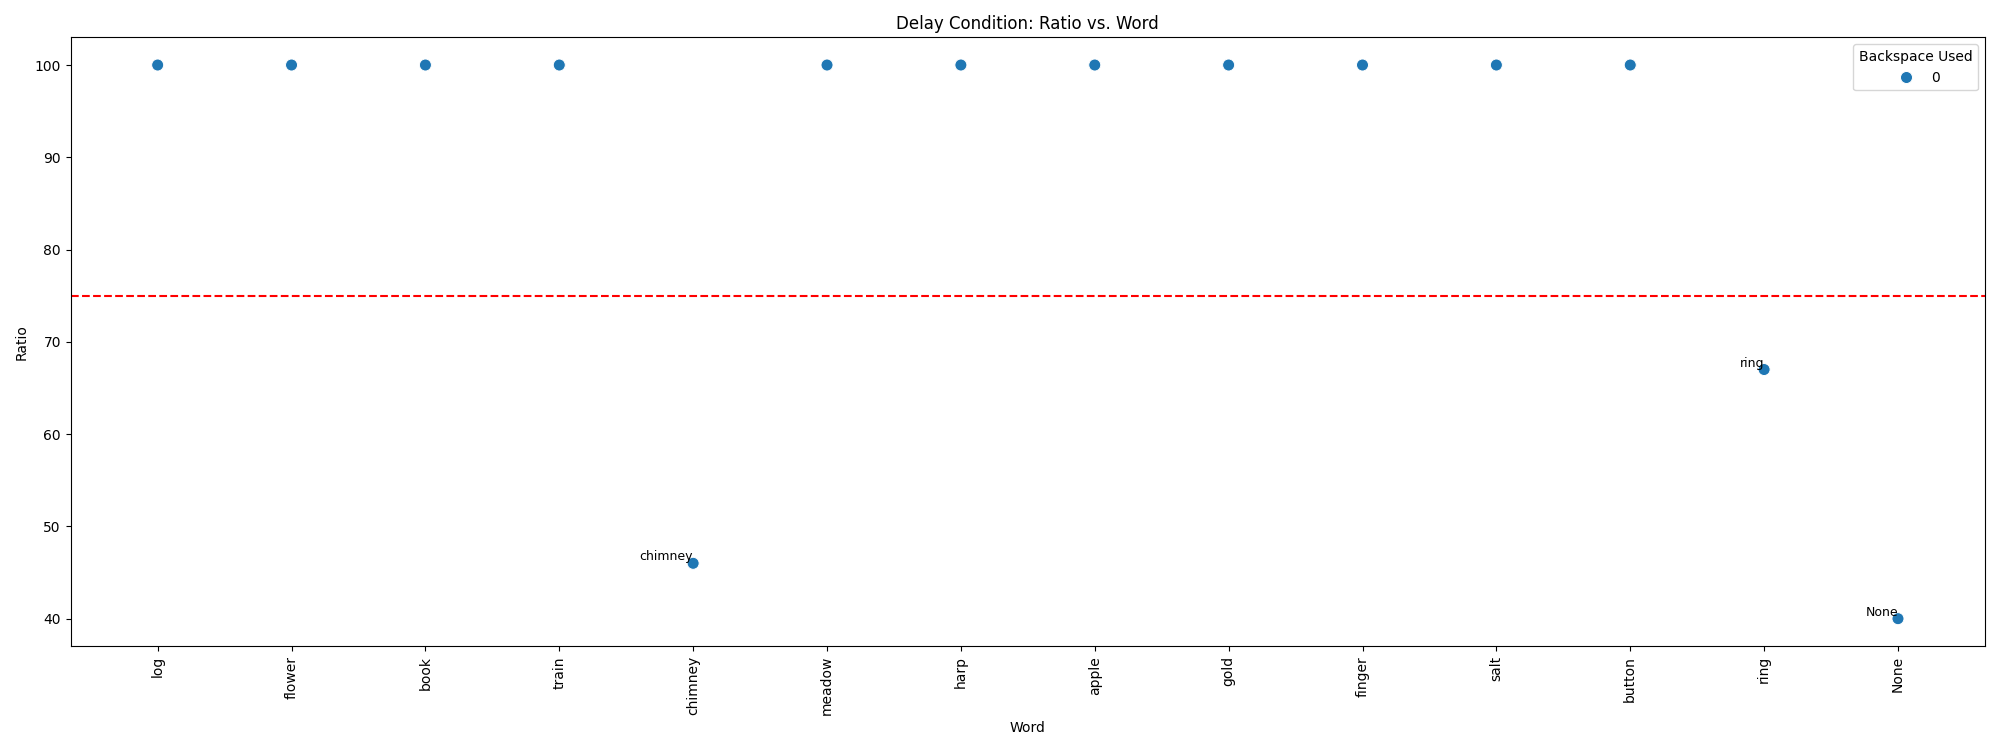 Delay Condition: Ratio vs. Word
Backspace Used
0
100
90
80
70
60
50
40
Ratio
ring
chimney
None
log
flower
book
train
chimney
meadow
harp
apple
gold
finger
salt
button
ring
None
Word